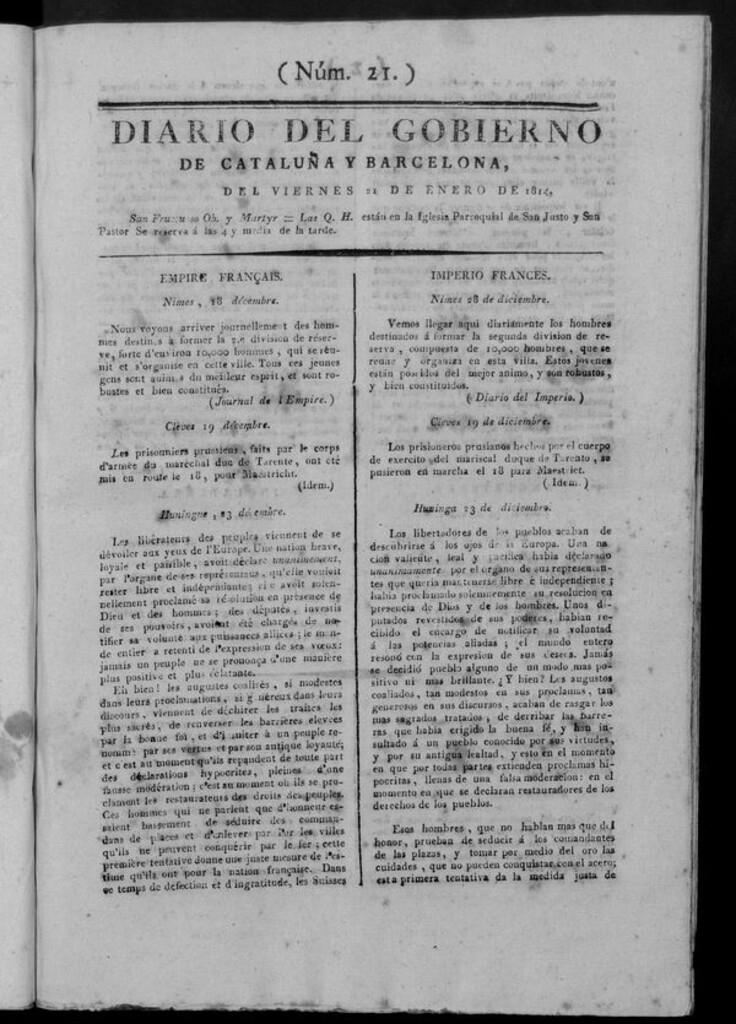 (Núm. 21.)
DIARIO DEL GOBIERNO
DE CATALUÑA Y BARCELONA,
DEL VIERNES 21 DE ENERO DE 1814.
San Ob. y Martyr = Las Q. H. están en la Iglesia Parroquial de San Justo y San
Pastor Se reserva á las 4 y media de la tarde.
EMPIRE FRANÇAIS.
Nimes, 18 décembre.
Nous voyons arriver journellement des hom-
mes destinés à former la 2.e division de réser-
ve, forte d'environ 10,000 hommes, qui se réu-
nit et s'organise en cette ville. Tous ces jeunes
gens sont animés du meilleur esprit, et sont ro-
bustes et bien constitués.
(Journal de l'Empire.)
Cleves 19 décembre.
Les prisonniers prussiens, faits par le corps
d'armée du maréchal duc de Tarente, ont été
mis en route le 18, pour Maestricht.
(Idem.)
Huningue, 23 décembre.
Les libérateurs des peuples viennent de se
dévoiler aux yeux de l'Europe. Une nation brave,
loyale et paisible, avoit déclaré unanimement,
par l'organe de ses représentans, qu'elle vouloit
rester libre et indépendante; elle avoit solen-
nellement proclamé sa résolution en présence de
Dieu et des hommes; des députés, investis
de ses pouvoirs, avoient été chargés de no-
tifier sa volonté aux puissances alliées; le mon-
de entier a retenti de l'expression de ses vœux:
jamais un peuple ne se prononça d'une manière
plus positive et plus éclatante.
Eh bien! les augustes coalisés, si modestes
dans leurs proclamations, si généreux dans leurs
discours, viennent de déchirer les traités les
plus sacrés, de renverser les barrières elevées
par la bonne foi, et d'insulter à un peuple re-
nommé par ses vertus et par son antique loyauté;
et c'est au moment qu'ils repandent de toute part
des déclarations hypocrites, pleines d'une
fausse modération; c'est au moment où ils se pro-
clament les restaurateurs des droits des peuples.
Ces hommes qui ne parlent que d'honneur es-
saient bassement de séduire des comman-
dans de places et d'enlever par l'or les villes
qu'ils ne peuvent conquérir par le fer; cette
première tentative donne une juste mesure de l'es-
time qu'ils ont pour la nation française. Dans
ce temps de defection et d'ingratitude, les Suisses
IMPERIO FRANCES.
Nimes 28 de diciembre.
Vemos llegar aqui diariamente los hombres
destinados á formar la segunda division de re-
serva, compuesta de 10,000 hombres, que se
reune y organiza en esta villa. Estos jóvenes
están poseidos del mejor animo, y son robustos,
y bien constituidos.
(Diario del Imperio.)
Cleves 19 de diciembre.
Los prisioneros prusianos hechos por el cuerpo
de exercito del mariscal duque de Tarento, se
pusieron en marcha el 18 para Maestrict.
(Idem.)
Huninga 23 de diciembre.
Los libertadores de los pueblos acaban de
descubrirse á los ojos de la Europa. Una na-
cion valiente, leal y pacifica habia declarado
unanimamente por el órgano de sus representan-
tes que queria mantenerse libre é independiente;
habia proclamado solemnemente su resolucion en
presencia de Dios y de los hombres. Unos di-
putados revestidos de sus poderes, habian re-
cibido el encargo de notificar su voluntad
á las potencias aliadas; el mundo entero
resonó con la expresion de sus deseos. Jamás
se decidió pueblo alguno de un modo mas po-
sitivo ni mas brillante. ¿Y bien? Los augustos
coaliados, tan modestos en sus proclamas, tan
generosos en sus discursos, acaban de rasgar los
mas sagrados tratados, de derribar las barre-
ras que habia erigido la buena fé, y han in-
sultado á un pueblo conocido por sus virtudes,
y por su antigua lealtad, y esto en el momento
en que por todas partes extienden proclamas hi-
pocritas, llenas de una falsa moderacion: en el
momento en que se declaran restauradores de los
derechos de los pueblos.
Esos hombres, que no hablan mas que del
honor, prueban de seducir á los comandantes
de las plazas, y tomar por medio del oro las
cuidades, que no pueden conquistar con el acero;
esta primera tentativa da la medida justa de